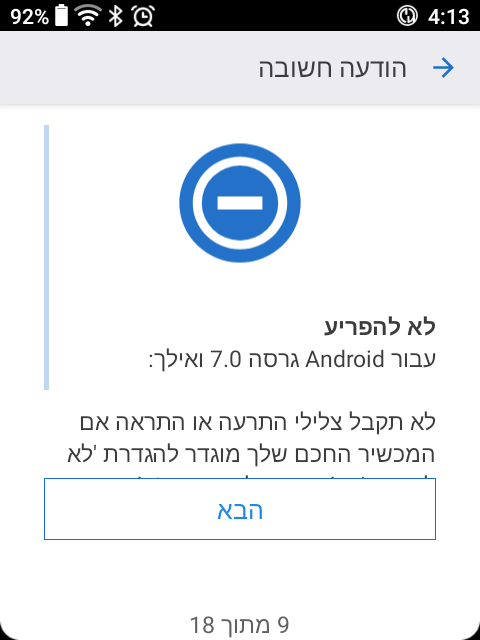 92% 4:13
הודעה חשובה
לא להפריע
עבור Android גרסה 7.0 ואילך:
לא תקבל צלילי התרעה או התראה אם
המכשיר החכם שלך מוגדר להגדרת 'לא
הבא
9 מתוך 18